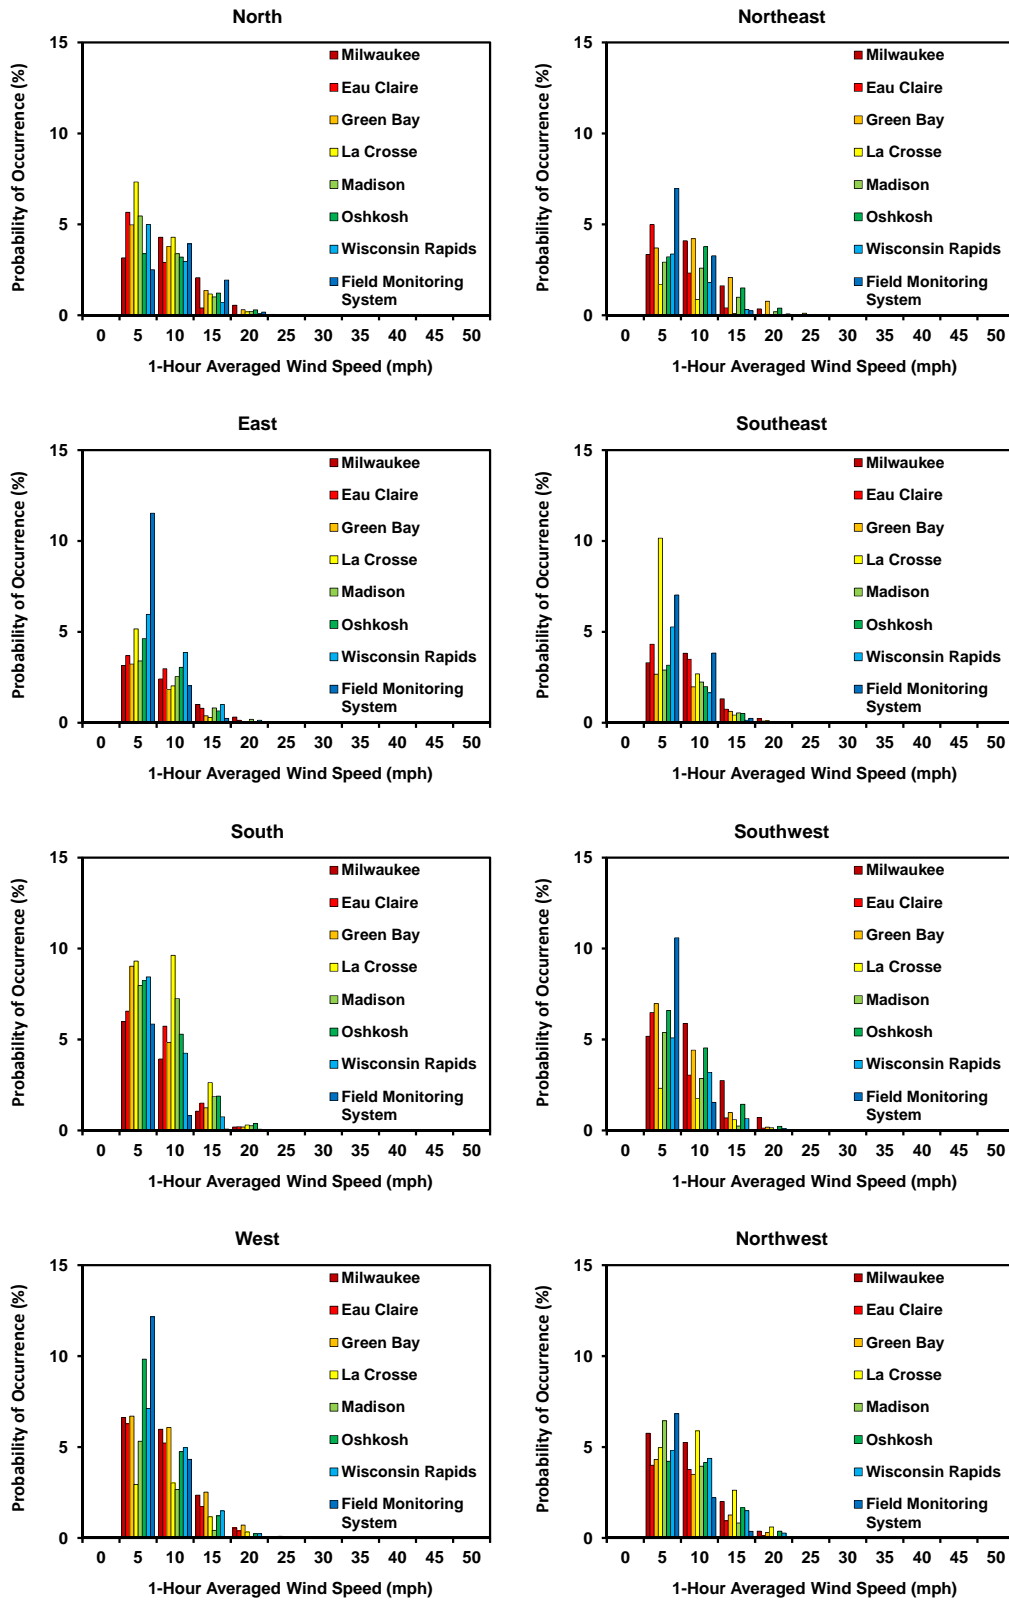 North
Probability of Occurrence (%)
15
10
5
0
Milwaukee
Eau Claire
Green Bay
La Crosse
Madison
Oshkosh
Wisconsin Rapids
Field Monitoring
System
0 5 10 15 20 25 30 35 40 45 50
1-Hour Averaged Wind Speed (mph)
Northeast
Probability of Occurrence (%)
15
10
5
0
Milwaukee
Eau Claire
Green Bay
La Crosse
Madison
Oshkosh
Wisconsin Rapids
Field Monitoring
System
0 5 10 15 20 25 30 35 40 45 50
1-Hour Averaged Wind Speed (mph)
East
Probability of Occurrence (%)
15
10
5
0
Milwaukee
Eau Claire
Green Bay
La Crosse
Madison
Oshkosh
Wisconsin Rapids
Field Monitoring
System
0 5 10 15 20 25 30 35 40 45 50
1-Hour Averaged Wind Speed (mph)
Southeast
Probability of Occurrence (%)
15
10
5
0
Milwaukee
Eau Claire
Green Bay
La Crosse
Madison
Oshkosh
Wisconsin Rapids
Field Monitoring
System
0 5 10 15 20 25 30 35 40 45 50
1-Hour Averaged Wind Speed (mph)
South
Probability of Occurrence (%)
15
10
5
0
Milwaukee
Eau Claire
Green Bay
La Crosse
Madison
Oshkosh
Wisconsin Rapids
Field Monitoring
System
0 5 10 15 20 25 30 35 40 45 50
1-Hour Averaged Wind Speed (mph)
Southwest
Probability of Occurrence (%)
15
10
5
0
Milwaukee
Eau Claire
Green Bay
La Crosse
Madison
Oshkosh
Wisconsin Rapids
Field Monitoring
System
0 5 10 15 20 25 30 35 40 45 50
1-Hour Averaged Wind Speed (mph)
West
Probability of Occurrence (%)
15
10
5
0
Milwaukee
Eau Claire
Green Bay
La Crosse
Madison
Oshkosh
Wisconsin Rapids
Field Monitoring
System
0 5 10 15 20 25 30 35 40 45 50
1-Hour Averaged Wind Speed (mph)
Northwest
Probability of Occurrence (%)
15
10
5
0
Milwaukee
Eau Claire
Green Bay
La Crosse
Madison
Oshkosh
Wisconsin Rapids
Field Monitoring
System
0 5 10 15 20 25 30 35 40 45 50
1-Hour Averaged Wind Speed (mph)